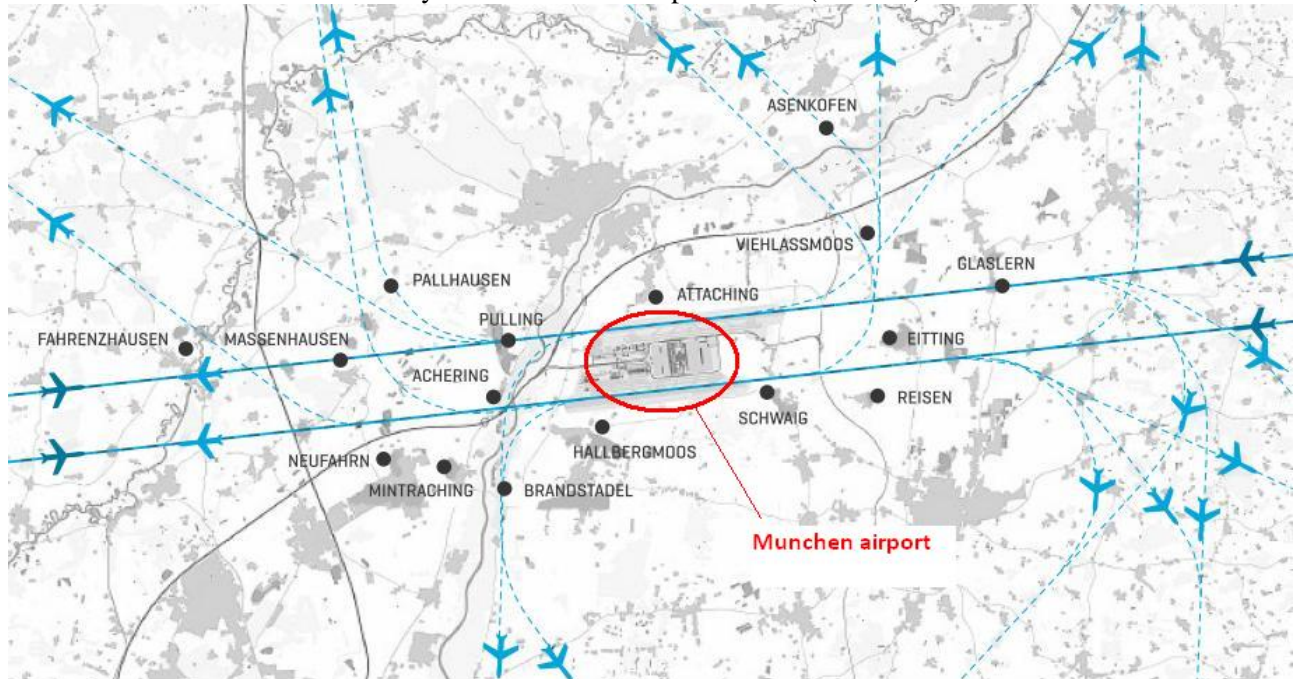 ASENKOFEN
VIEHLASSMOOS
GLASLERN
PALLHAUSEN
ATTACHING
FAHRENZHAUSEN
MASSENHAUSEN
PULLING
EITTING
ACHERING
SCHWAIG
REISEN
NEUFAHRN
HALLBERGMOOS
MINTRACHING
BRANDSTADEL
Munchen airport